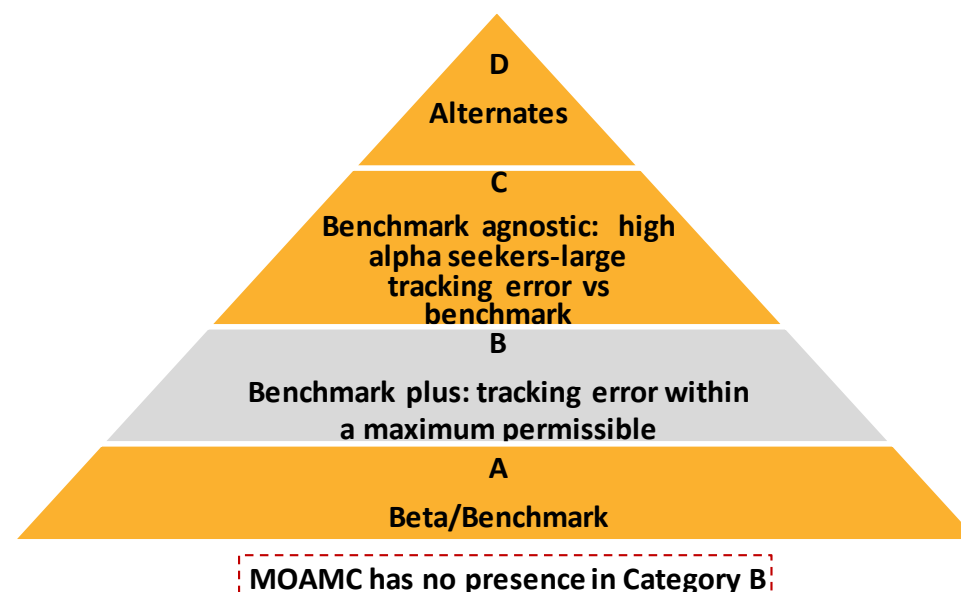 D
Alternates
C
Benchmark agnostic: high
alpha seekers-large
tracking error vs
benchmark
B
Benchmark plus: tracking error within
a maximum permissible
A
Beta/Benchmark
MOAMC has no presence in Category B